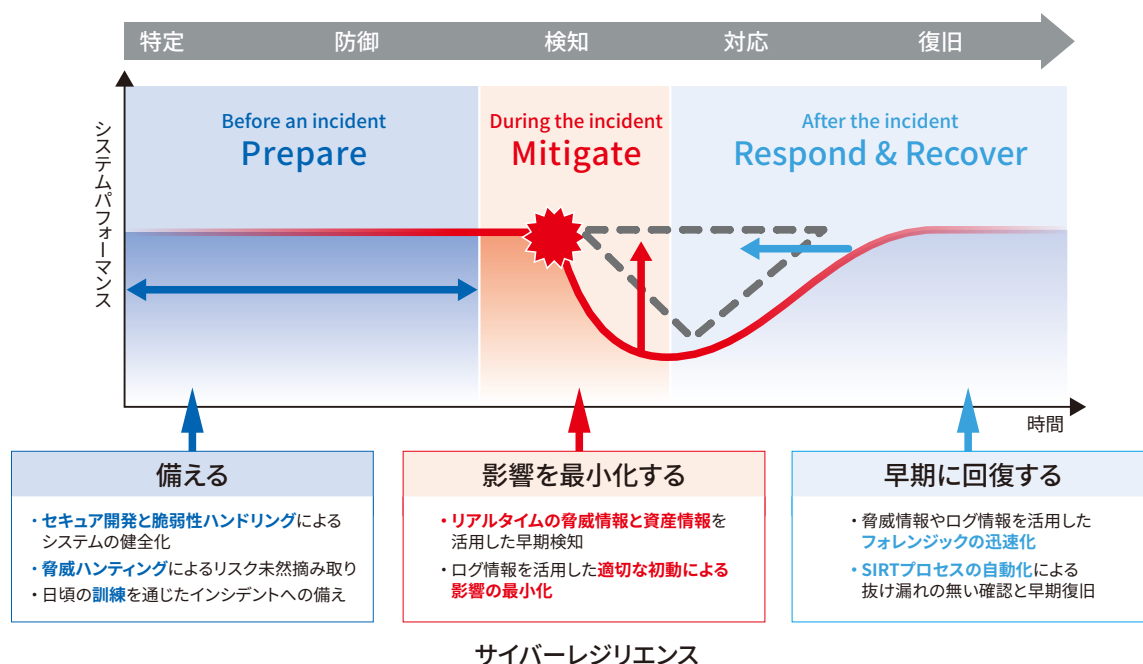 特定 防御 検知 対応 復旧
システムパフォーマンス
Before an incident
Prepare
During the incident
Mitigate
After the incident
Respond & Recover
時間
備える
・セキュア開発と脆弱性ハンドリングによる
システムの健全化
・脅威ハンティングによるリスク未然摘み取り
・日頃の訓練を通じたインシデントへの備え
影響を最小化する
・リアルタイムの脅威情報と資産情報を
活用した早期検知
・ログ情報を活用した適切な初動による
影響の最小化
早期に回復する
・脅威情報やログ情報を活用した
フォレンジックの迅速化
・SIRTプロセスの自動化による
抜け漏れの無い確認と早期復旧
サイバーレジリエンス